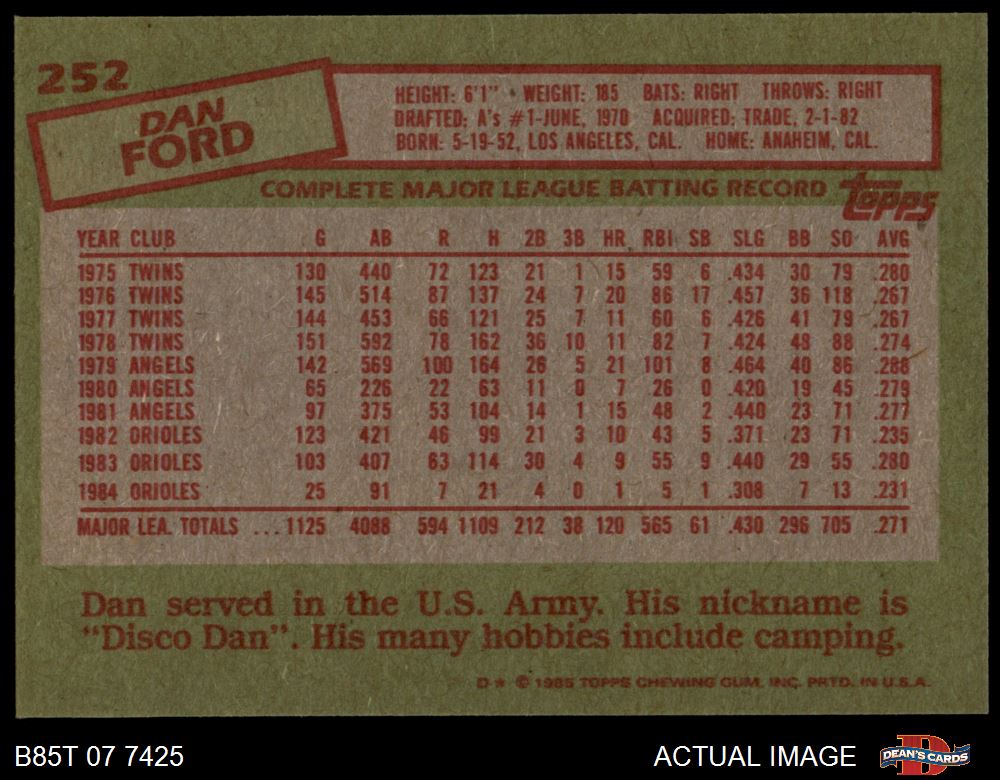 252
DAN
FORD
HEIGHT: 6'1" • WEIGHT: 185 BATS: RIGHT THROWS: RIGHT
DRAFTED: A's #1-JUNE, 1970 ACQUIRED: TRADE, 2-1-82
BORN: 5-19-52, LOS ANGELES, CAL. HOME: ANAHEIM, CAL.
COMPLETE MAJOR LEAGUE BATTING RECORD topps
YEAR CLUB G AB R H 2B 3B HR RBI SB SLG BB SO AVG
1975 TWINS 130 440 72 123 21 1 15 59 6 .434 30 79 .280
1976 TWINS 145 514 87 137 24 7 20 86 17 .457 36 118 .267
1977 TWINS 144 453 66 121 25 7 11 60 6 .426 41 79 .267
1978 TWINS 151 592 78 162 36 10 11 82 7 .424 48 88 .274
1979 ANGELS 142 569 100 164 26 5 21 101 8 .464 40 86 .288
1980 ANGELS 65 226 22 63 11 0 7 26 0 .420 19 45 .279
1981 ANGELS 97 375 53 104 14 1 15 48 2 .440 23 71 .277
1982 ORIOLES 123 421 46 99 21 3 10 43 5 .371 23 71 .235
1983 ORIOLES 103 407 63 114 30 4 9 55 9 .440 29 55 .280
1984 ORIOLES 25 91 7 21 4 0 1 5 1 .308 7 13 .231
MAJOR LEA. TOTALS ... 1125 4088 594 1109 212 38 120 565 61 .430 296 705 .271
Dan served in the U.S. Army. His nickname is
"Disco Dan". His many hobbies include camping.
D * © 1985 TOPPS CHEWING GUM, INC. PRTD. IN U.S.A.
B85T 07 7425 ACTUAL IMAGE DEAN'S CARDS